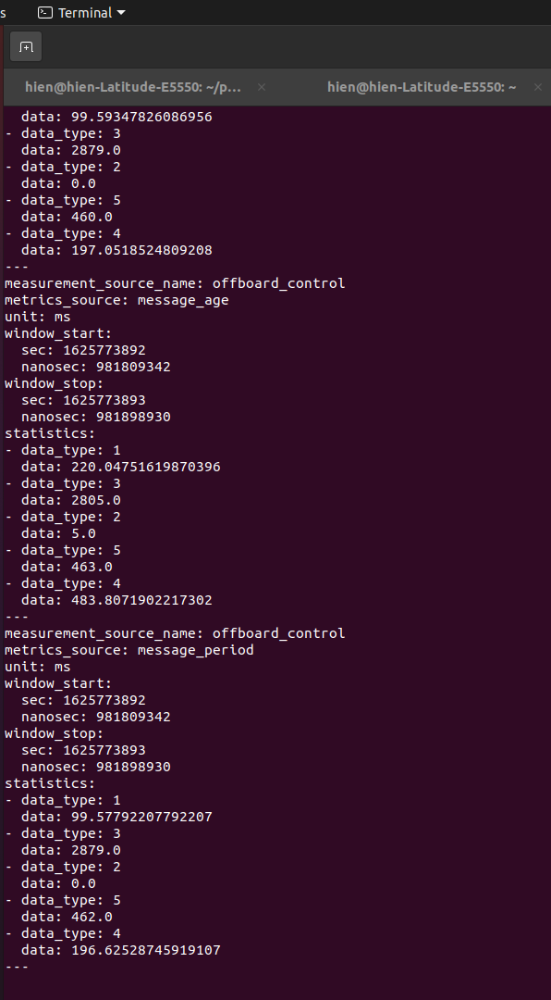 s
Terminal
hien@hien-Latitude-E5550: ~/p...
hien@hien-Latitude-E5550: ~
data: 99.59347826086956
- data_type: 3
data: 2879.0
- data_type: 2
data: 0.0
- data_type: 5
data: 460.0
- data_type: 4
data: 197.0518524809208
---
measurement_source_name: offboard_control
metrics_source: message_age
unit: ms
window_start:
sec: 1625773892
nanosec: 981809342
window_stop:
sec: 1625773893
nanosec: 981898930
statistics:
- data_type: 1
data: 220.04751619870396
- data_type: 3
data: 2805.0
- data_type: 2
data: 5.0
- data_type: 5
data: 463.0
- data_type: 4
data: 483.8071902217302
---
measurement_source_name: offboard_control
metrics_source: message_period
unit: ms
window_start:
sec: 1625773892
nanosec: 981809342
window_stop:
sec: 1625773893
nanosec: 981898930
statistics:
- data_type: 1
data: 99.57792207792207
- data_type: 3
data: 2879.0
- data_type: 2
data: 0.0
- data_type: 5
data: 462.0
- data_type: 4
data: 196.62528745919107
---